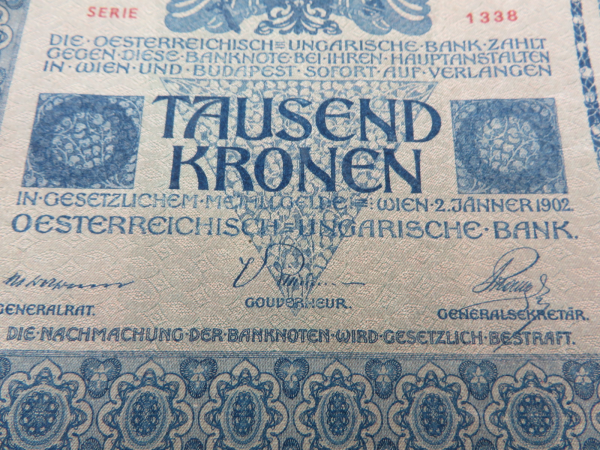 SERIE 1338
DIE·OESTERREICHISCH=UNGARISCHE·BANK·ZAHLT
GEGEN·DIESE·BANKNOTE·BEI·IHREN·HAUPTANSTALTEN
IN·WIEN·UND·BUDAPEST·SOFORT·AUF·VERLANGEN
TAUSEND
KRONEN
IN·GESETZLICHEM·METALLGELDE·WIEN·2.JÄNNER 1902.
OESTERREICHISCH=UNGARISCHE·BANK.
GENERALRAT. GOUVERNEUR. GENERALSEKRETÄR.
DIE·NACHMACHUNG·DER·BANKNOTEN·WIRD·GESETZLICH·BESTRAFT.